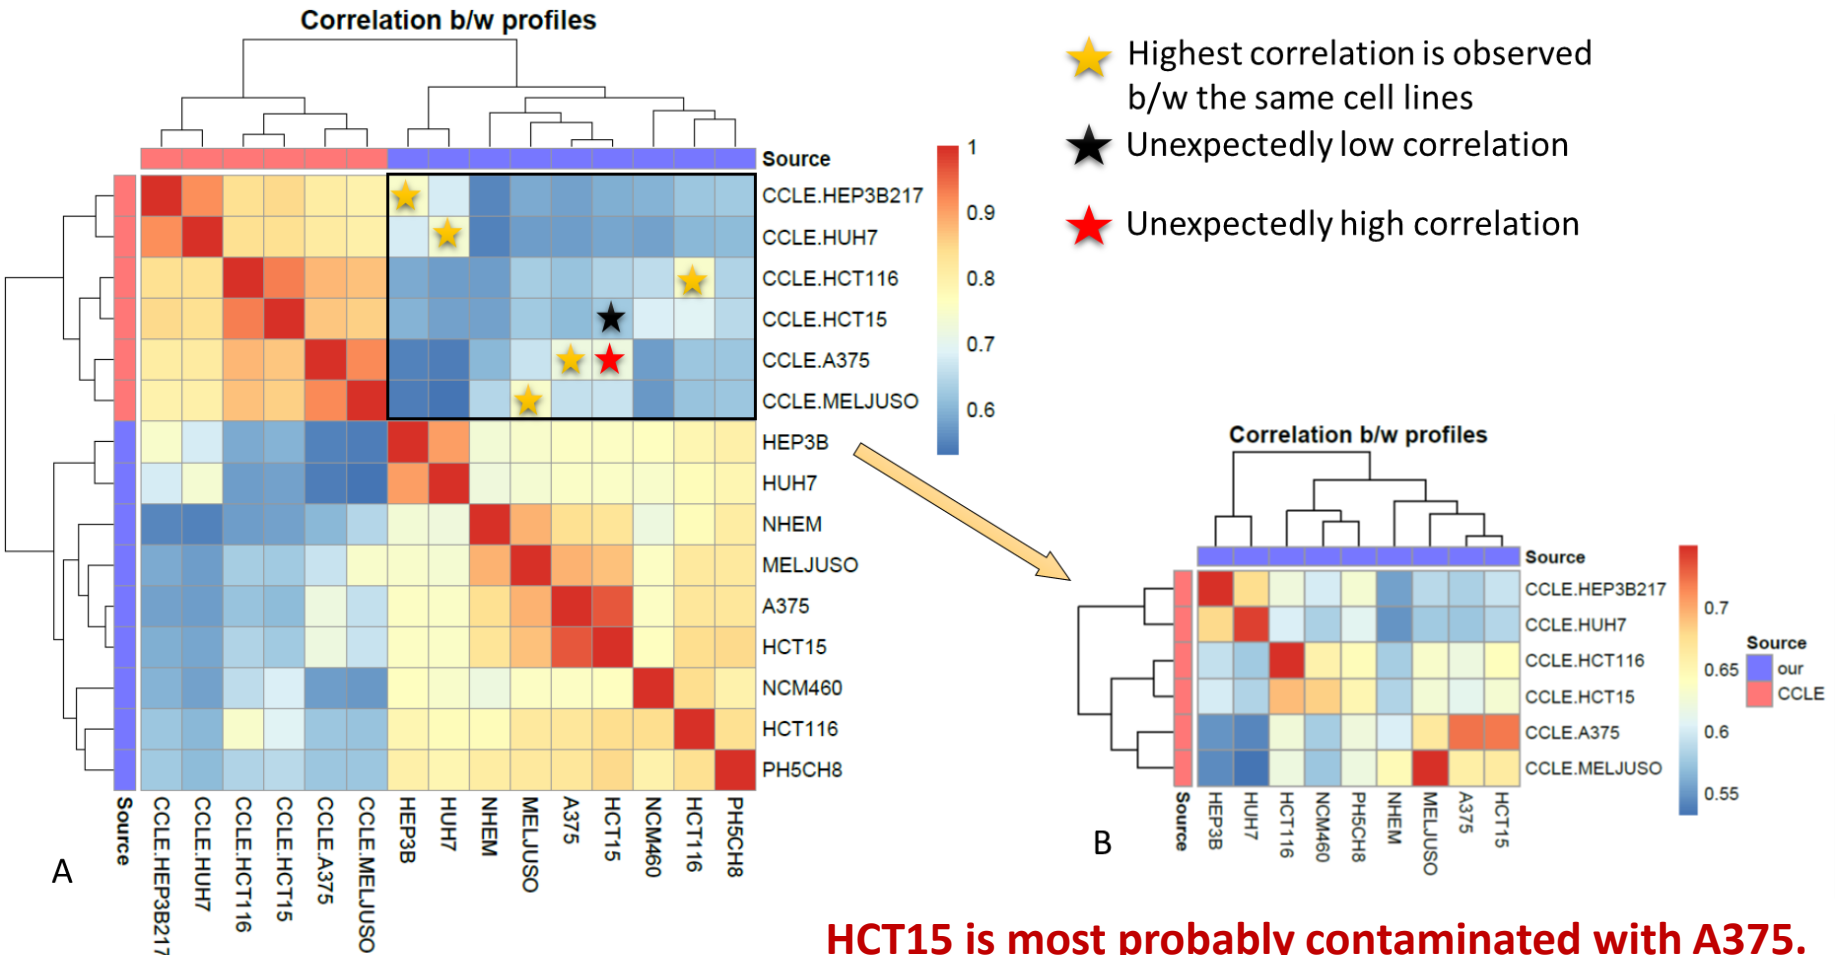 Correlation b/w profiles
Highest correlation is observed
b/w the same cell lines
Unexpectedly low correlation
Unexpectedly high correlation
Source
CCLE.HEP3B217
CCLE.HUH7
CCLE.HCT116
CCLE.HCT15
CCLE.A375
CCLE.MELJUSO
HEP3B
HUH7
NHEM
MELJUSO
A375
HCT15
NCM460
HCT116
PH5CH8
1
0.9
0.8
0.7
0.6
Source
CCLE.HEP3B217
CCLE.HUH7
CCLE.HCT116
CCLE.HCT15
CCLE.A375
CCLE.MELJUSO
HEP3B
HUH7
NHEM
MELJUSO
A375
HCT15
NCM460
HCT116
PH5CH8
A
Correlation b/w profiles
Source
CCLE.HEP3B217
CCLE.HUH7
CCLE.HCT116
CCLE.HCT15
CCLE.A375
CCLE.MELJUSO
0.7
0.65
0.6
0.55
Source
our
CCLE
Source
HEP3B
HUH7
HCT116
NCM460
PH5CH8
NHEM
MELJUSO
A375
HCT15
B
HCT15 is most probably contaminated with A375.